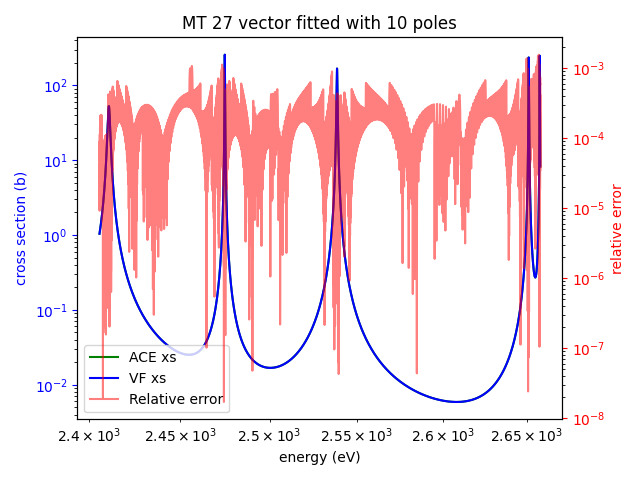 MT 27 vector fitted with 10 poles
cross section (b)
10²
10¹
10⁰
10⁻¹
10⁻²
10⁻³
10⁻⁴
10⁻⁵
10⁻⁶
10⁻⁷
10⁻⁸
relative error
ACE xs
VF xs
Relative error
2.4 × 10³ 2.45 × 10³ 2.5 × 10³ 2.55 × 10³ 2.6 × 10³ 2.65 × 10³
energy (eV)